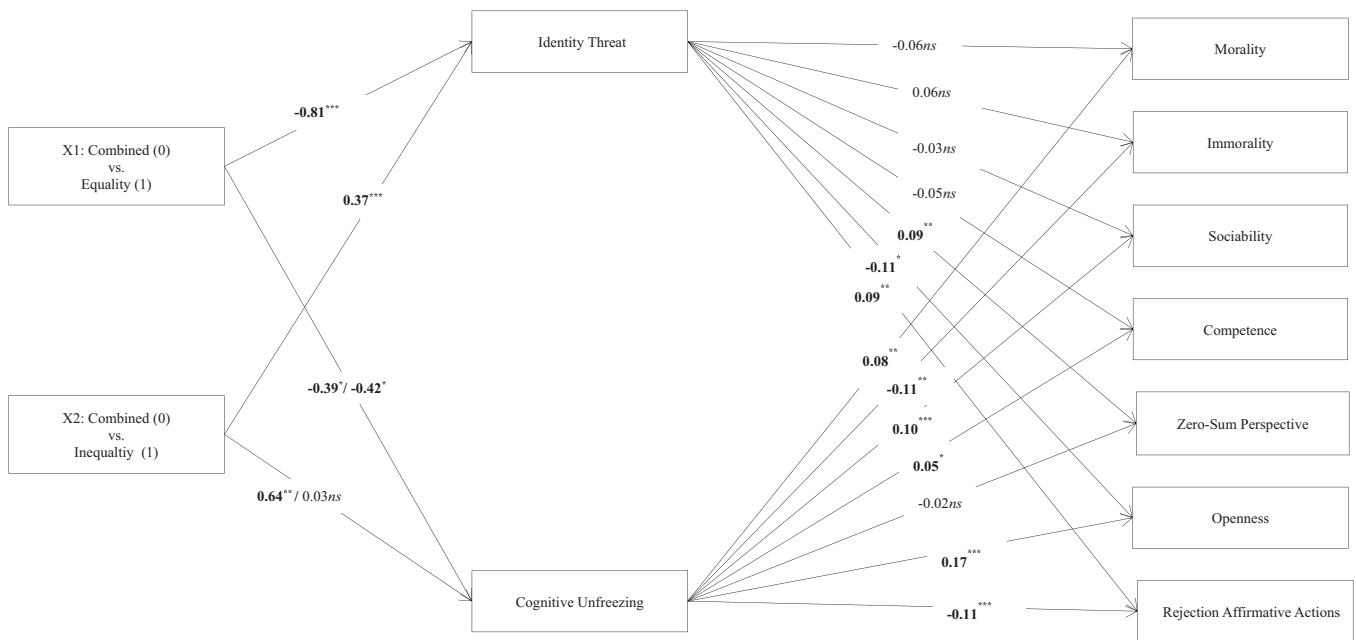 Identity Threat
Morality
-0.06ns
0.06ns
-0.81***
X1: Combined (0)
vs.
Equality (1)
Immorality
-0.03ns
-0.05ns
0.37***
0.09**
Sociability
-0.11*
0.09**
Competence
0.08**
-0.39*/ -0.42*
-0.11**
X2: Combined (0)
vs.
Inequaltiy (1)
0.10***
Zero-Sum Perspective
0.05*
0.64**/ 0.03ns
-0.02ns
Openness
0.17***
Cognitive Unfreezing
-0.11***
Rejection Affirmative Actions